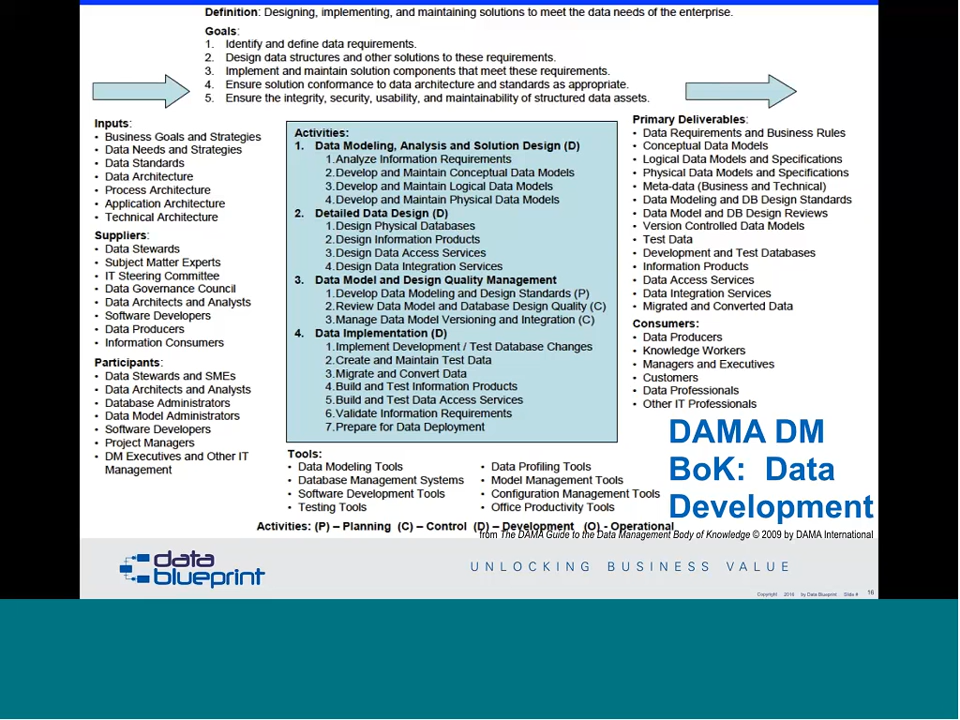 Definition: Designing, implementing, and maintaining solutions to meet the data needs of the enterprise.
Goals:
1. Identify and define data requirements.
2. Design data structures and other solutions to these requirements.
3. Implement and maintain solution components that meet these requirements.
4. Ensure solution conformance to data architecture and standards as appropriate.
5. Ensure the integrity, security, usability, and maintainability of structured data assets.
Inputs:
• Business Goals and Strategies
• Data Needs and Strategies
• Data Standards
• Data Architecture
• Process Architecture
• Application Architecture
• Technical Architecture
Suppliers:
• Data Stewards
• Subject Matter Experts
• IT Steering Committee
• Data Governance Council
• Data Architects and Analysts
• Software Developers
• Data Producers
• Information Consumers
Participants:
• Data Stewards and SMEs
• Data Architects and Analysts
• Database Administrators
• Data Model Administrators
• Software Developers
• Project Managers
• DM Executives and Other IT
Management
Activities:
1. Data Modeling, Analysis and Solution Design (D)
1.Analyze Information Requirements
2.Develop and Maintain Conceptual Data Models
3.Develop and Maintain Logical Data Models
4.Develop and Maintain Physical Data Models
2. Detailed Data Design (D)
1.Design Physical Databases
2.Design Information Products
3.Design Data Access Services
4.Design Data Integration Services
3. Data Model and Design Quality Management
1.Develop Data Modeling and Design Standards (P)
2.Review Data Model and Database Design Quality (C)
3.Manage Data Model Versioning and Integration (C)
4. Data Implementation (D)
1.Implement Development / Test Database Changes
2.Create and Maintain Test Data
3.Migrate and Convert Data
4.Build and Test Information Products
5.Build and Test Data Access Services
6.Validate Information Requirements
7.Prepare for Data Deployment
Primary Deliverables:
• Data Requirements and Business Rules
• Conceptual Data Models
• Logical Data Models and Specifications
• Physical Data Models and Specifications
• Meta-data (Business and Technical)
• Data Modeling and DB Design Standards
• Data Model and DB Design Reviews
• Version Controlled Data Models
• Test Data
• Development and Test Databases
• Information Products
• Data Access Services
• Data Integration Services
• Migrated and Converted Data
Consumers:
• Data Producers
• Knowledge Workers
• Managers and Executives
• Customers
• Data Professionals
• Other IT Professionals
Tools:
• Data Modeling Tools
• Database Management Systems
• Software Development Tools
• Testing Tools
• Data Profiling Tools
• Model Management Tools
• Configuration Management Tools
• Office Productivity Tools
DAMA DM
BoK: Data
Development
Activities: (P) – Planning (C) – Control (D) – Development (O) - Operational
from The DAMA Guide to the Data Management Body of Knowledge © 2009 by DAMA International
data
blueprint
UNLOCKING BUSINESS VALUE
Copyright 2016 by Data Blueprint Slide # 16